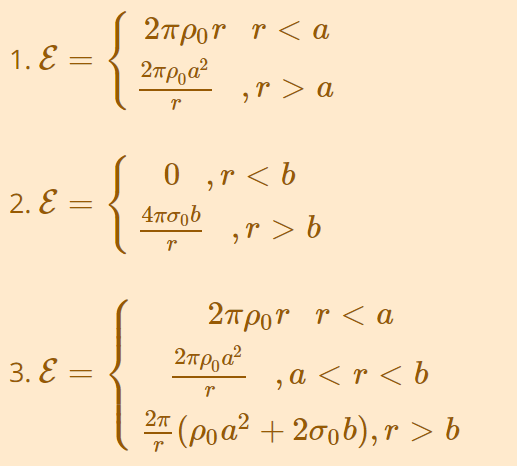 1. ℰ = { 2πρ₀r   r < a
2πρ₀a²/r   , r > a
2. ℰ = { 0   , r < b
4πσ₀b/r   , r > b
3. ℰ = { 2πρ₀r   r < a
2πρ₀a²/r   , a < r < b
2π/r (ρ₀a² + 2σ₀b), r > b